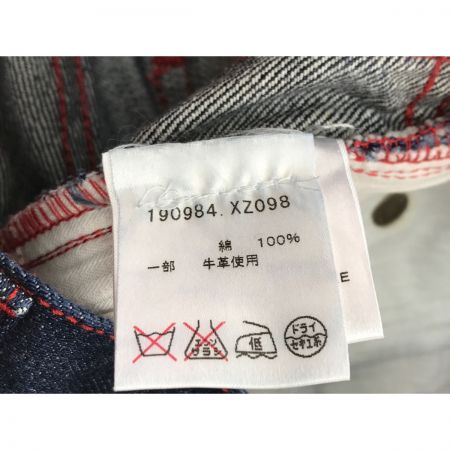 190984. XZ098
綿 100%
一部 牛革使用
E
エンソ サラシ 低 ドライ
セキユ系